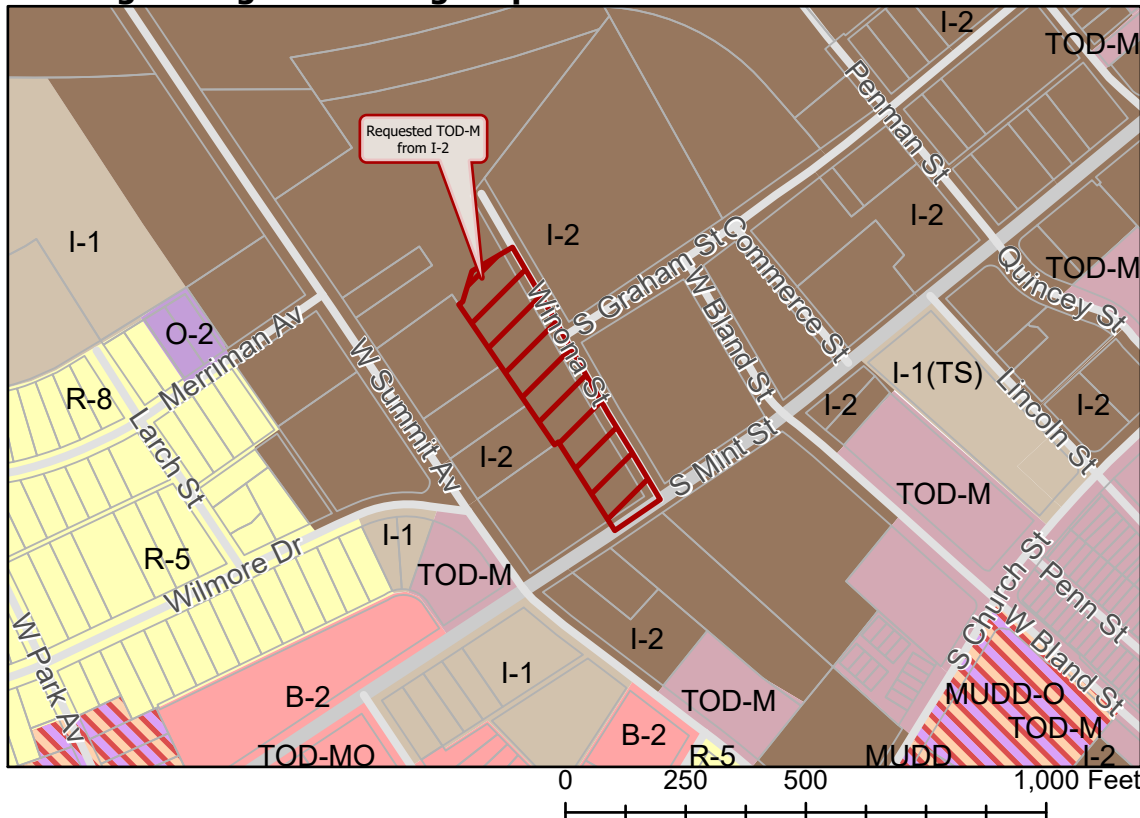 I-2
TOD-M
Penman St
Requested TOD-M
from I-2
I-2
I-2
I-1
S Graham St
Commerce St
Quincey St
TOD-M
O-2
Merriman Av
Winona St
W Bland St
W Summit Av
R-8
Larch St
I-1(TS)
Lincoln St
I-2
I-2
I-2
S Mint St
TOD-M
R-5
Wilmore Dr
I-1
TOD-M
S Church St
Penn St
W Bland St
W Park Av
I-2
I-1
B-2
TOD-M
MUDD-O
TOD-M
B-2
TOD-MO
R-5
MUDD
I-2
0 250 500 1,000 Feet